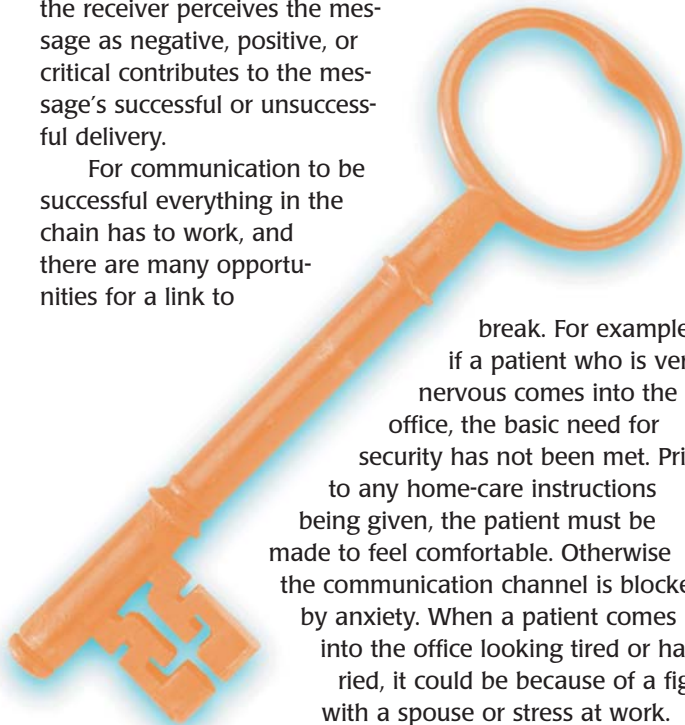 the receiver perceives the mes-
sage as negative, positive, or
critical contributes to the mes-
sage's successful or unsuccess-
ful delivery.
For communication to be
successful everything in the
chain has to work, and
there are many opportu-
nities for a link to
break. For example
if a patient who is ver
nervous comes into the
office, the basic need for
security has not been met. Pri
to any home-care instructions
being given, the patient must be
made to feel comfortable. Otherwise
the communication channel is blocke
by anxiety. When a patient comes
into the office looking tired or ha
ried, it could be because of a fig
with a spouse or stress at work.